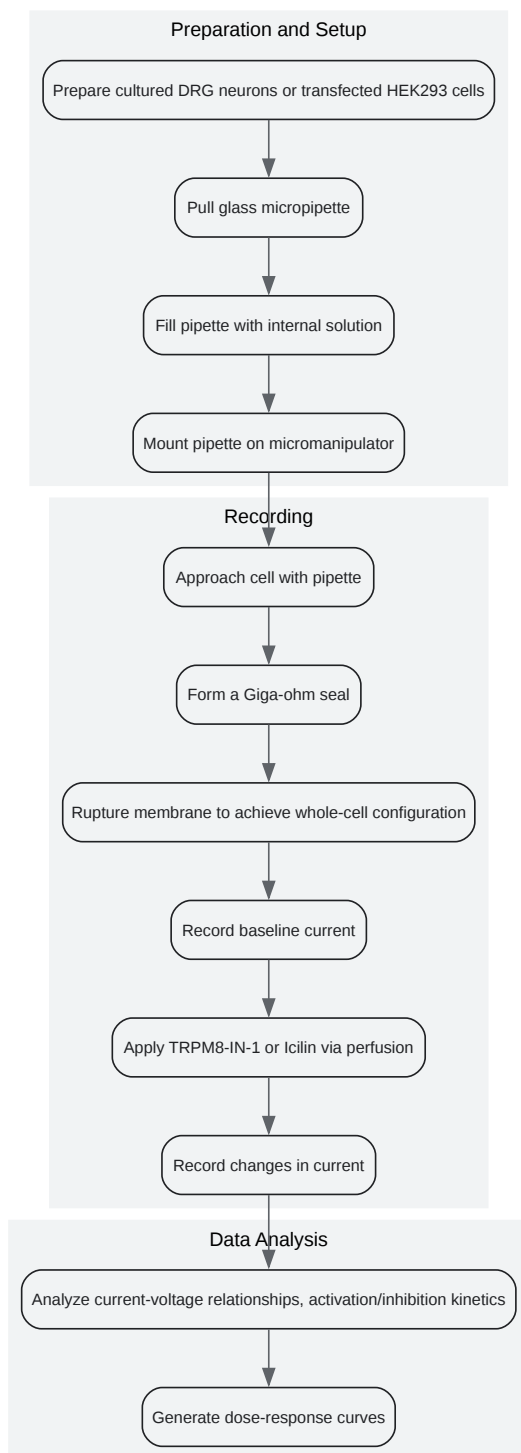 Preparation and Setup
Prepare cultured DRG neurons or transfected HEK293 cells
Pull glass micropipette
Fill pipette with internal solution
Mount pipette on micromanipulator
Recording
Approach cell with pipette
Form a Giga-ohm seal
Rupture membrane to achieve whole-cell configuration
Record baseline current
Apply TRPM8-IN-1 or Icilin via perfusion
Record changes in current
Data Analysis
Analyze current-voltage relationships, activation/inhibition kinetics
Generate dose-response curves